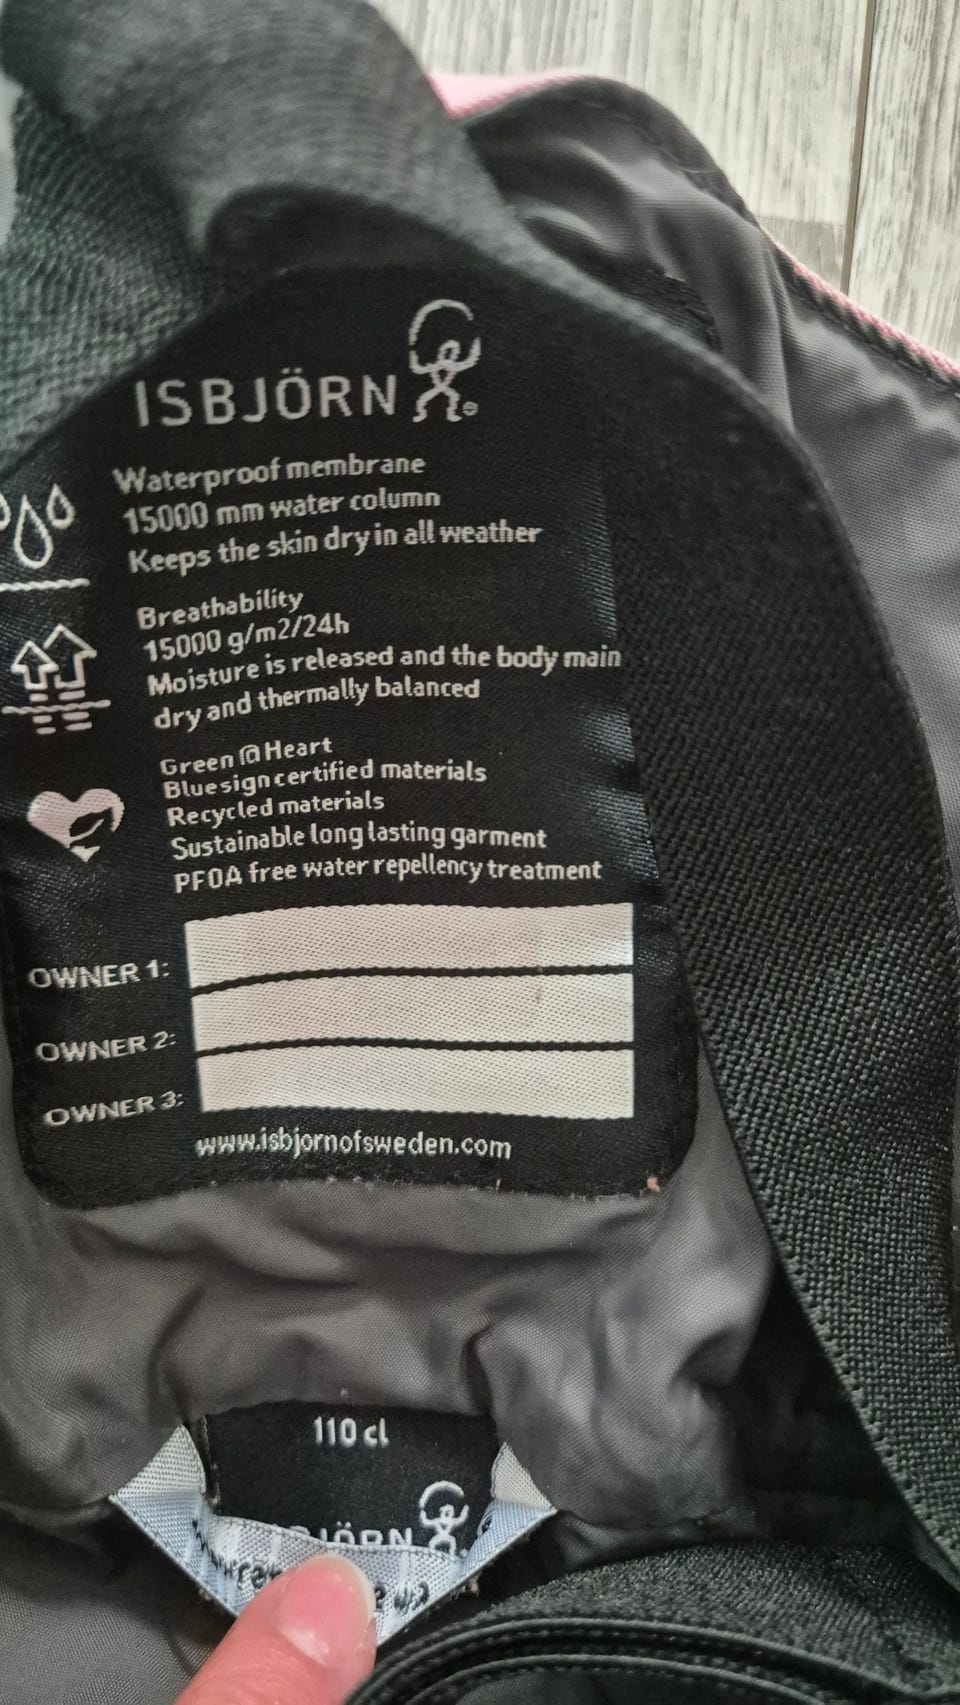 ISBJÖRN
Waterproof membrane
15000 mm water column
Keeps the skin dry in all weather
Breathability
15000 g/m2/24h
Moisture is released and the body main
dry and thermally balanced
Green @ Heart
Bluesign certified materials
Recycled materials
Sustainable long lasting garment
PFOA free water repellency treatment
OWNER 1:
OWNER 2:
OWNER 3:
www.isbjornofsweden.com
110 cl
JÖRN